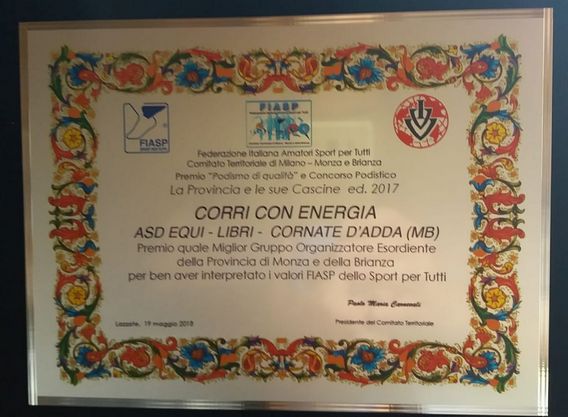 FIASP
FIASP
IVV
Federazione Italiana Amatori Sport per Tutti
Comitato Territoriale di Milano – Monza e Brianza
Premio "Podismo di qualità" e Concorso Podistico
La Provincia e le sue Cascine ed. 2017
CORRI CON ENERGIA
ASD EQUI - LIBRI - CORNATE D'ADDA (MB)
Premio quale Miglior Gruppo Organizzatore Esordiente
della Provincia di Monza e della Brianza
per ben aver interpretato i valori FIASP dello Sport per Tutti
Paolo Maria Carnevali
Lazzate, 19 maggio 2018
Presidente del Comitato Territoriale